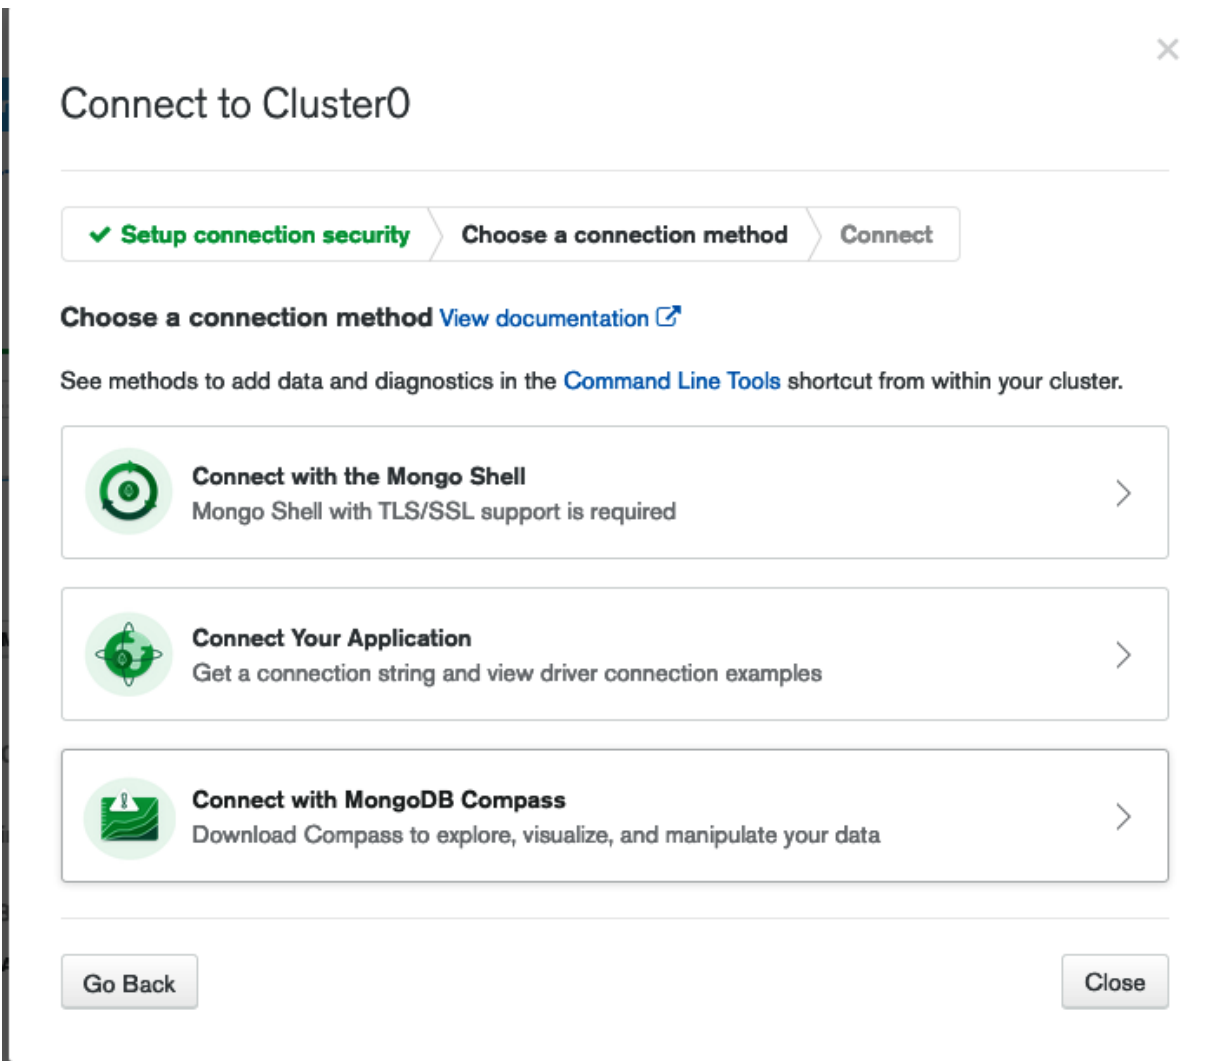 Connect to Cluster0
Setup connection security
Choose a connection method
Connect
Choose a connection method View documentation
See methods to add data and diagnostics in the Command Line Tools shortcut from within your cluster.
Connect with the Mongo Shell
Mongo Shell with TLS/SSL support is required
Connect Your Application
Get a connection string and view driver connection examples
Connect with MongoDB Compass
Download Compass to explore, visualize, and manipulate your data
Go Back
Close